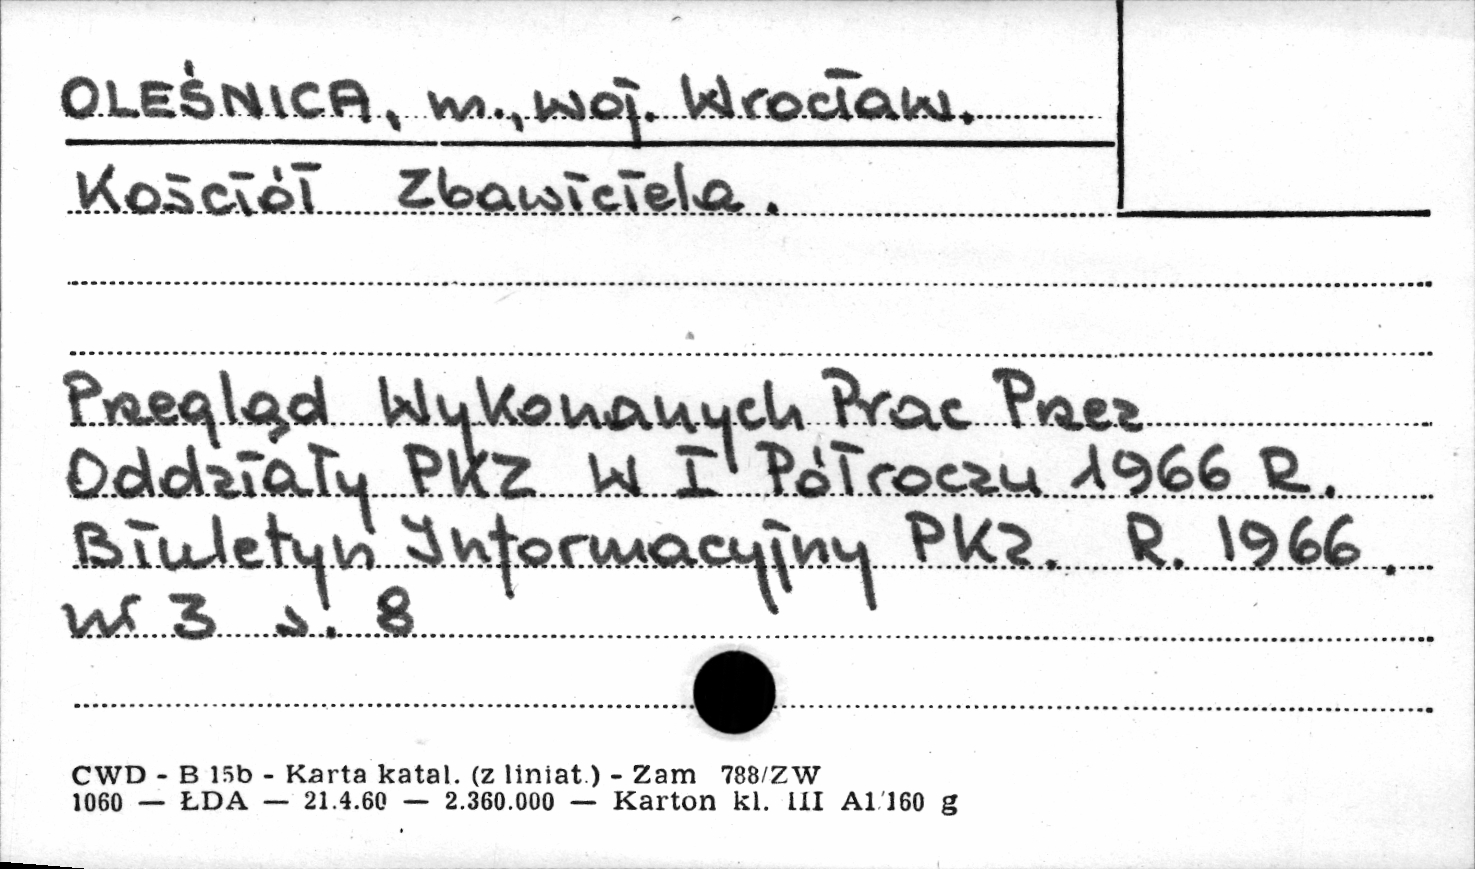 OLEŚNICA, m., woj. Wrocław.
Kościół Zbawiciela.
Przegląd Wykonanych Prac Przez
Oddziały PKZ W I Półroczu 1966 R.
Biuletyn Informacyjny PKZ. R. 1966.
nr 3 s. 8
CWD - B 15b - Karta katal. (z liniat.) - Zam 788/ZW
1060 — ŁDA — 21.4.60 — 2.360.000 — Karton kl. III A1/160 g